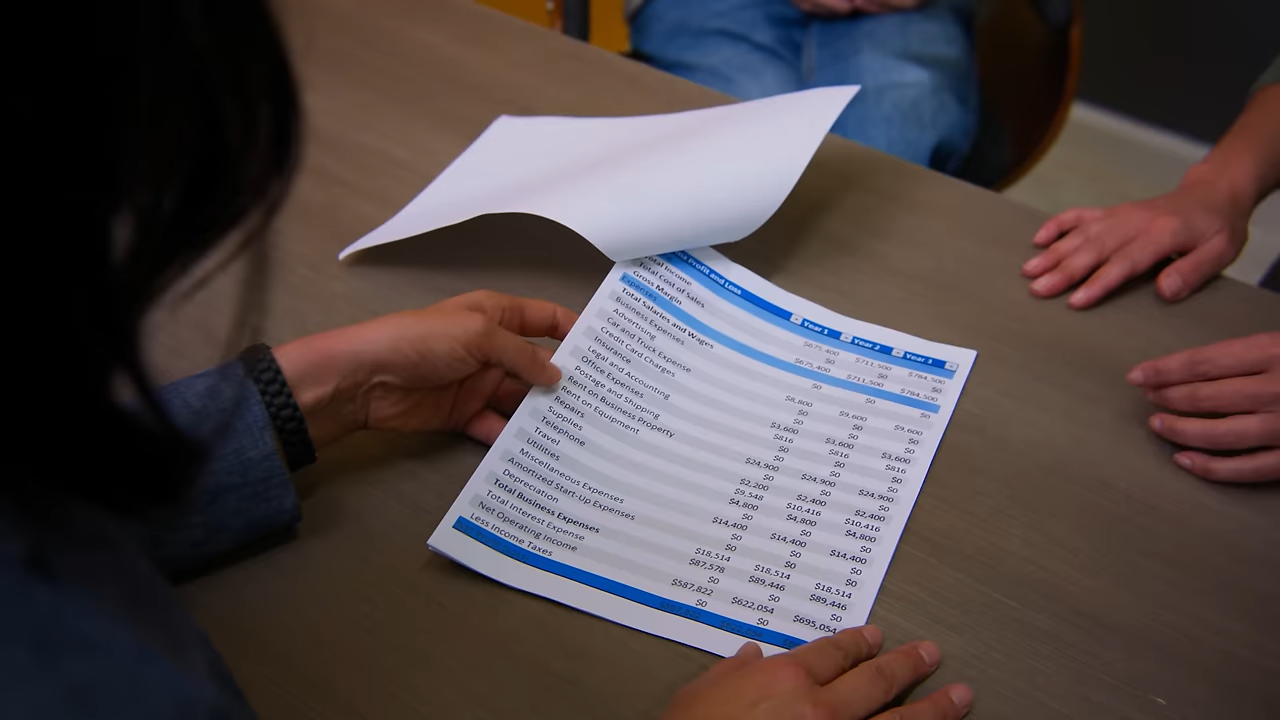 Profit and Loss Year 1 Year 2 Year 3
Total Income $675,400 $711,500 $784,500
Total Cost of Sales $0 $0 $0
Gross Margin $675,400 $711,500 $784,500
Expenses
Total Salaries and Wages $0 $0 $0
Business Expenses
Advertising $8,800 $9,600 $9,600
Car and Truck Expense $0 $0 $0
Credit Card Charges $0 $0 $0
Insurance $3,600 $3,600 $3,600
Legal and Accounting $816 $816 $816
Office Expenses $0 $0 $0
Postage and Shipping $0 $0 $0
Rent on Business Property $24,900 $24,900 $24,900
Rent on Equipment $0 $0 $0
Repairs $2,200 $2,400 $2,400
Supplies $9,548 $10,416 $10,416
Telephone $4,800 $4,800 $4,800
Travel $0 $0 $0
Utilities $14,400 $14,400 $14,400
Miscellaneous Expenses $0 $0 $0
Amortized Start-Up Expenses $0 $0 $0
Depreciation $18,514 $18,514 $18,514
Total Business Expenses $87,578 $89,446 $89,446
Total Interest Expense $0 $0 $0
Net Operating Income $587,822 $622,054 $695,054
Less Income Taxes $0 $0